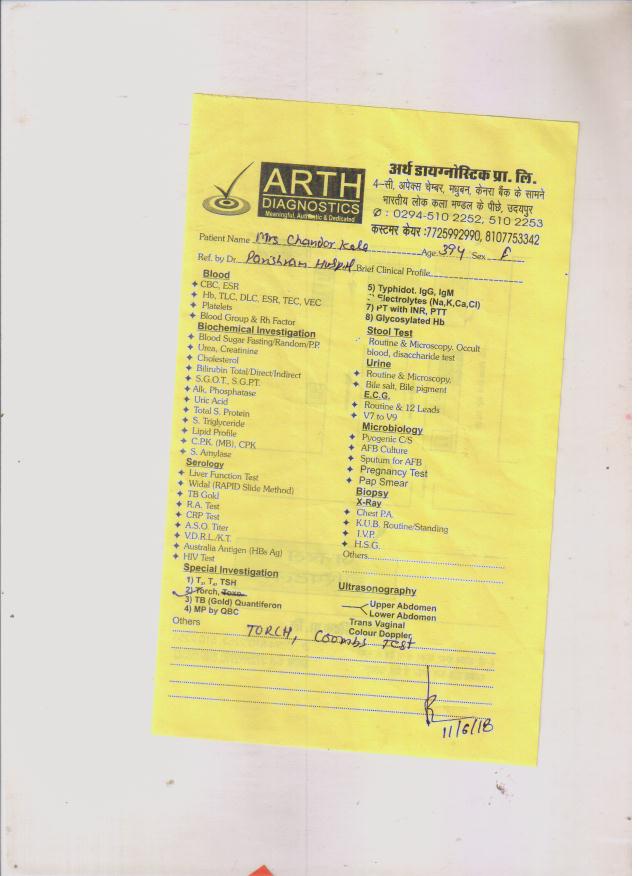 ARTH
DIAGNOSTICS
Meaningful, Authentic & Dedicated
अर्थ डायग्नोस्टिक प्रा. लि.
4-सी, अपेक्स चेम्बर, मधुबन, केनरा बैंक के सामने
भारतीय लोक कला मण्डल के पीछे, उदयपुर
✆ : 0294-510 2252, 510 2253
कस्टमर केयर :7725992990, 8107753342
Patient Name Mrs Chandar Kala Age 39Y Sex F
Ref. by Dr. Brief Clinical Profile
Blood
CBC, ESR
Hb, TLC, DLC, ESR, TEC, VEC
Platelets
Blood Group & Rh Factor
Biochemical Investigation
Blood Sugar Fasting/Random/P.P.
Urea, Creatinine
Cholesterol
Bilirubin Total/Direct/Indirect
S.G.O.T., S.G.P.T.
Alk, Phosphatase
Uric Acid
Total S. Protein
S. Triglyceride
Lipid Profile
C.P.K. (MB), CPK
S. Amylase
Serology
Liver Function Test
Widal (RAPID Slide Method)
TB Gold
R.A. Test
CRP Test
A.S.O. Titer
V.D.R.L./K.T.
Australia Antigen (HBs Ag)
HIV Test
Special Investigation
1) T₃, T₄, TSH
2) Torch, Toxo.
3) TB (Gold) Quantiferon
4) MP by QBC
5) Typhidot. IgG, IgM
Electrolytes (Na,K,Ca,Cl)
7) PT with INR, PTT
8) Glycosylated Hb
Stool Test
Routine & Microscopy. Occult
blood, disaccharide test
Urine
Routine & Microscopy,
Bile salt, Bile pigment
E.C.G.
Routine & 12 Leads
V7 to V9
Microbiology
Pyogenic C/S
AFB Culture
Sputum for AFB
Pregnancy Test
Pap Smear
Biopsy
X-Ray
Chest P.A.
K.U.B. Routine/Standing
I.V.P.
H.S.G.
Others
Ultrasonography
Upper Abdomen
Lower Abdomen
Trans Vaginal
Colour Doppler
Others
TORCH, Coombs Test
11/6/18